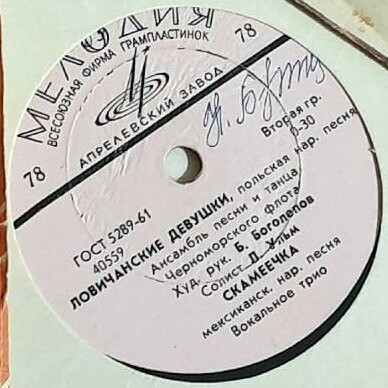 МЕЛОДИЯ
ВСЕСОЮЗНАЯ ФИРМА ГРАМПЛАСТИНОК
АПРЕЛЕВСКИЙ ЗАВОД
78
78
ГОСТ 5289-61
40559
Вторая гр.
0-30
ЛОВИЧАНСКИЕ ДЕВУШКИ, польская нар. песня
Ансамбль песни и танца
Черноморского флота
Худ. рук. Б. Боголепов
Солист Л. Ульм
СКАМЕЕЧКА
мексиканск. нар. песня
Вокальное трио